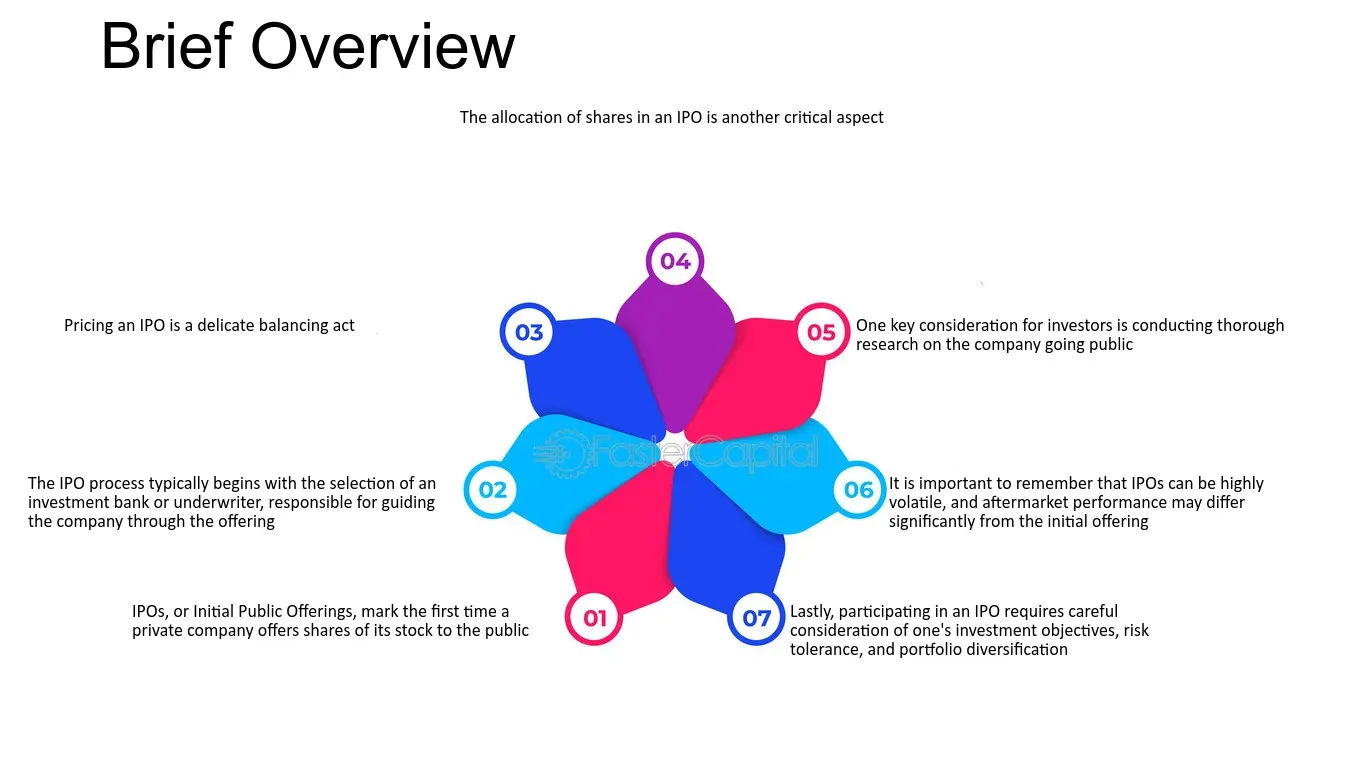 Brief Overview
The allocation of shares in an IPO is another critical aspect
04
03
Pricing an IPO is a delicate balancing act
05
One key consideration for investors is conducting thorough
research on the company going public
FasterCapital
02
The IPO process typically begins with the selection of an
investment bank or underwriter, responsible for guiding
the company through the offering
06
It is important to remember that IPOs can be highly
volatile, and aftermarket performance may differ
significantly from the initial offering
01
IPOs, or Initial Public Offerings, mark the first time a
private company offers shares of its stock to the public
07
Lastly, participating in an IPO requires careful
consideration of one's investment objectives, risk
tolerance, and portfolio diversification